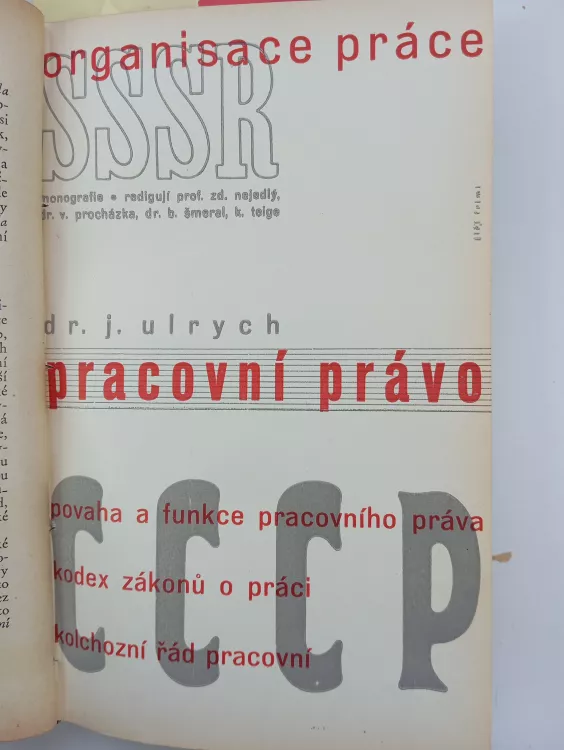 organisace práce
SSSR
monografie • redigují prof. zd. nejedlý,
dr. v. procházka, dr. b. šmeral, k. teige
dr. j. ulrych
pracovní právo
CCCP
povaha a funkce pracovního práva
kodex zákonů o práci
kolchozní řád pracovní